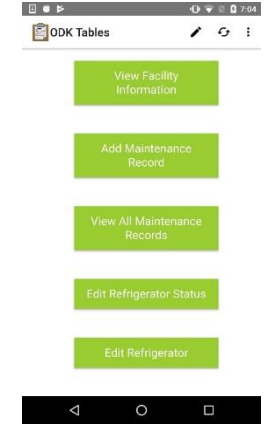 7:04
ODK Tables
View Facility
Information
Add Maintenance
Record
View All Maintenance
Records
Edit Refrigerator Status
Edit Refrigerator